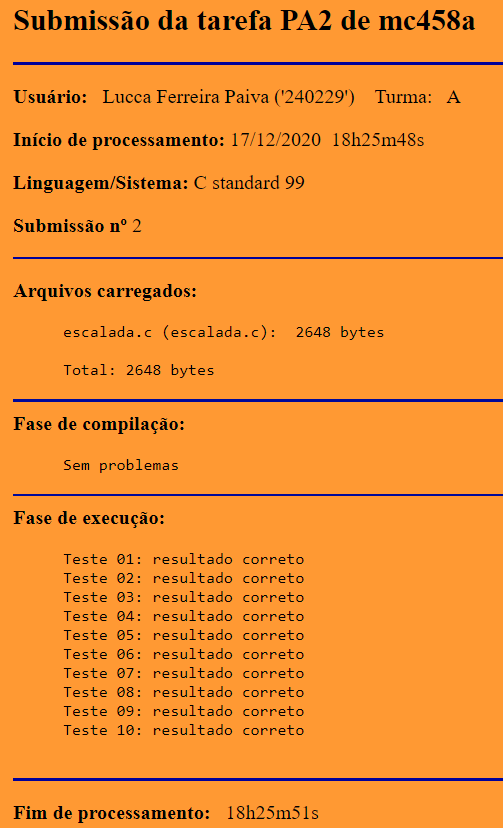 Submissão da tarefa PA2 de mc458a
Usuário: Lucca Ferreira Paiva ('240229') Turma: A
Início de processamento: 17/12/2020 18h25m48s
Linguagem/Sistema: C standard 99
Submissão nº 2
Arquivos carregados:
escalada.c (escalada.c): 2648 bytes
Total: 2648 bytes
Fase de compilação:
Sem problemas
Fase de execução:
Teste 01: resultado correto
Teste 02: resultado correto
Teste 03: resultado correto
Teste 04: resultado correto
Teste 05: resultado correto
Teste 06: resultado correto
Teste 07: resultado correto
Teste 08: resultado correto
Teste 09: resultado correto
Teste 10: resultado correto
Fim de processamento: 18h25m51s